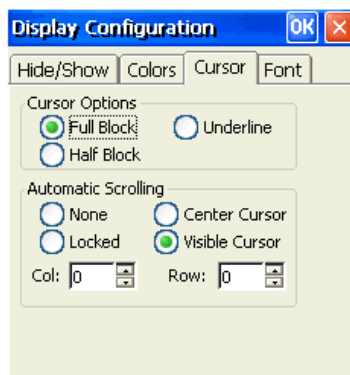 Display Configuration OK
Hide/Show Colors Cursor Font
Cursor Options
Full Block Underline
Half Block
Automatic Scrolling
None Center Cursor
Locked Visible Cursor
Col: 0 Row: 0